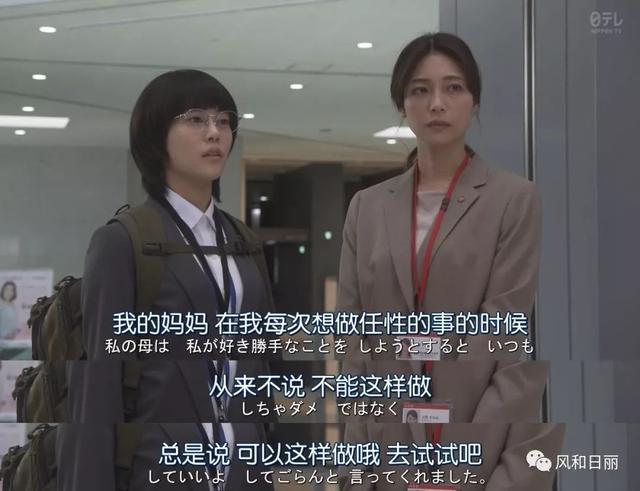 日テレ
NIPPON TV
我的妈妈 在我每次想做任性的事的时候
私の母は 私が好き勝手なことを しようとすると いつも
从来不说 不能这样做
しちゃダメ ではなく
总是说 可以这样做哦 去试试吧
していいよ してごらんと 言ってくれました。
风和日丽